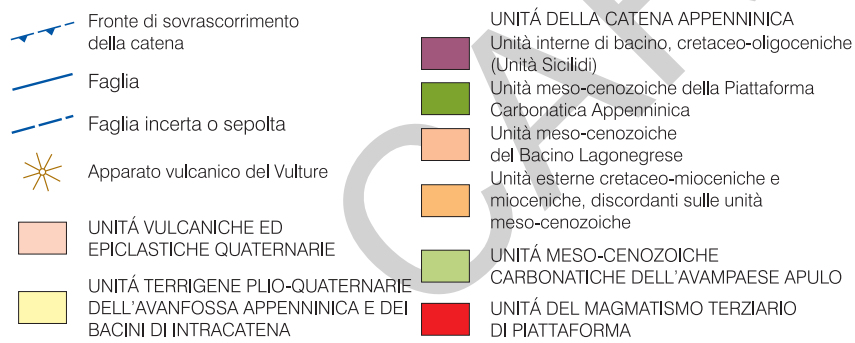 Fronte di sovrascorrimento
della catena
Faglia
Faglia incerta o sepolta
Apparato vulcanico del Vulture
UNITÁ VULCANICHE ED
EPICLASTICHE QUATERNARIE
UNITÁ TERRIGENE PLIO-QUATERNARIE
DELL'AVANFOSSA APPENNINICA E DEI
BACINI DI INTRACATENA
UNITÁ DELLA CATENA APPENNINICA
Unità interne di bacino, cretaceo-oligoceniche
(Unità Sicilidi)
Unità meso-cenozoiche della Piattaforma
Carbonatica Appenninica
Unità meso-cenozoiche
del Bacino Lagonegrese
Unità esterne cretaceo-mioceniche e
mioceniche, discordanti sulle unità
meso-cenozoiche
UNITÁ MESO-CENOZOICHE
CARBONATICHE DELL'AVAMPAESE APULO
UNITÁ DEL MAGMATISMO TERZIARIO
DI PIATTAFORMA